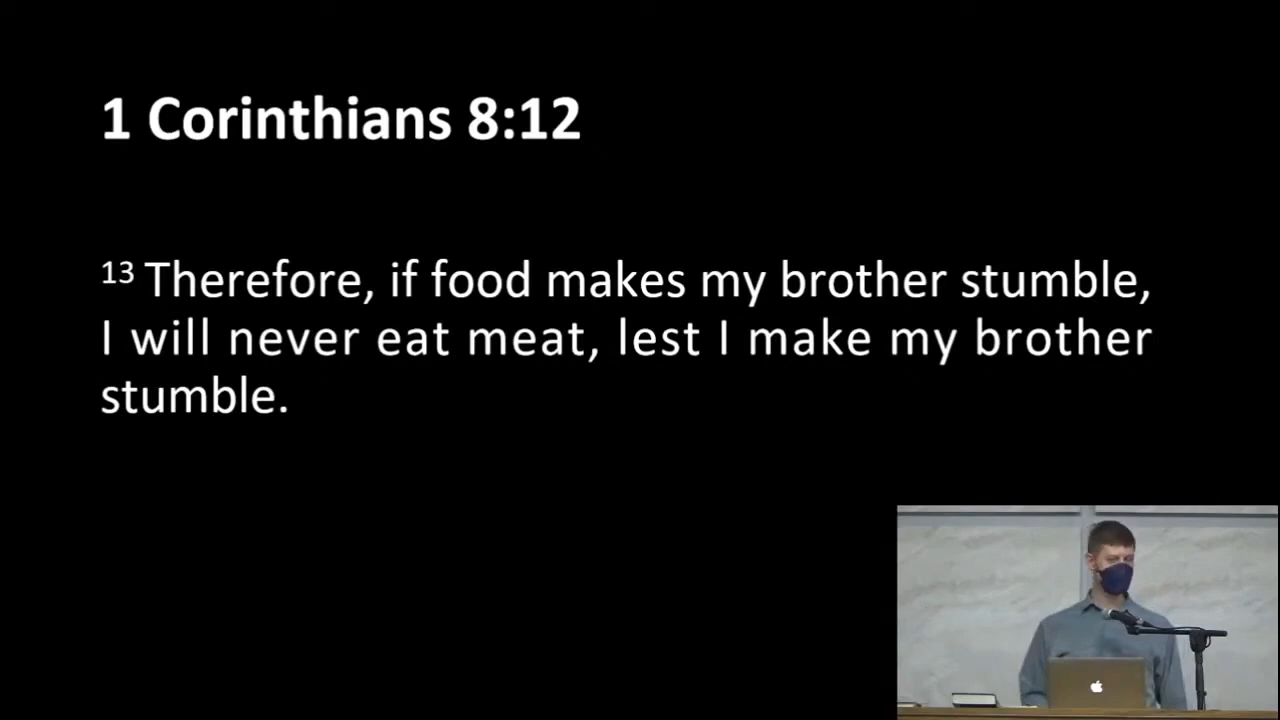 1 Corinthians 8:12
13 Therefore, if food makes my brother stumble,
I will never eat meat, lest I make my brother
stumble.